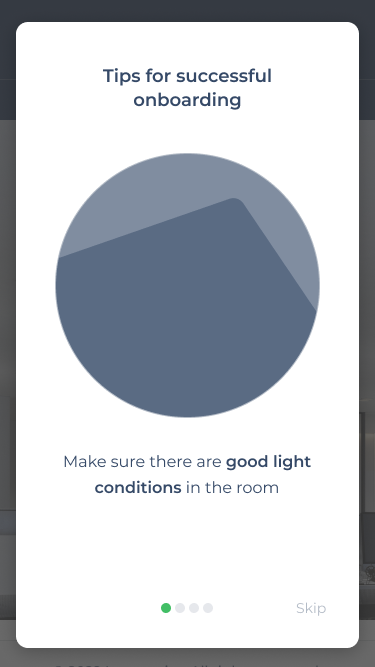 Tips for successful
onboarding
Make sure there are good light
conditions in the room
Skip